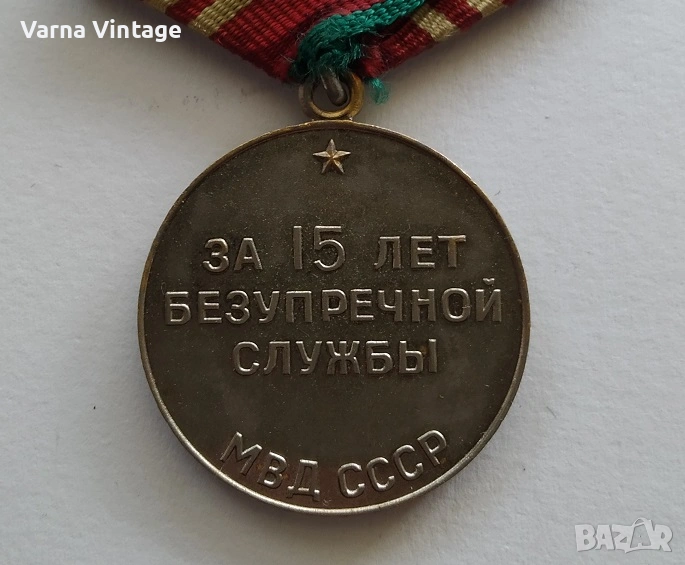 Varna Vintage
ЗА 15 ЛЕТ
БЕЗУПРЕЧНОЙ
СЛУЖБЫ
МВД СССР
BAZAR